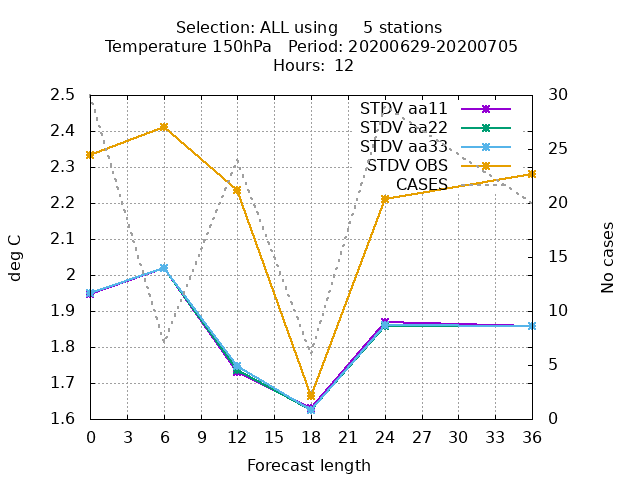 Selection: ALL using     5 stations
Temperature 150hPa   Period: 20200629-20200705
Hours:  12
2.5
2.4
2.3
2.2
2.1
2
1.9
1.8
1.7
1.6
deg C
STDV aa11
STDV aa22
STDV aa33
STDV OBS
CASES
30
25
20
15
10
5
0
No cases
0 3 6 9 12 15 18 21 24 27 30 33 36
Forecast length